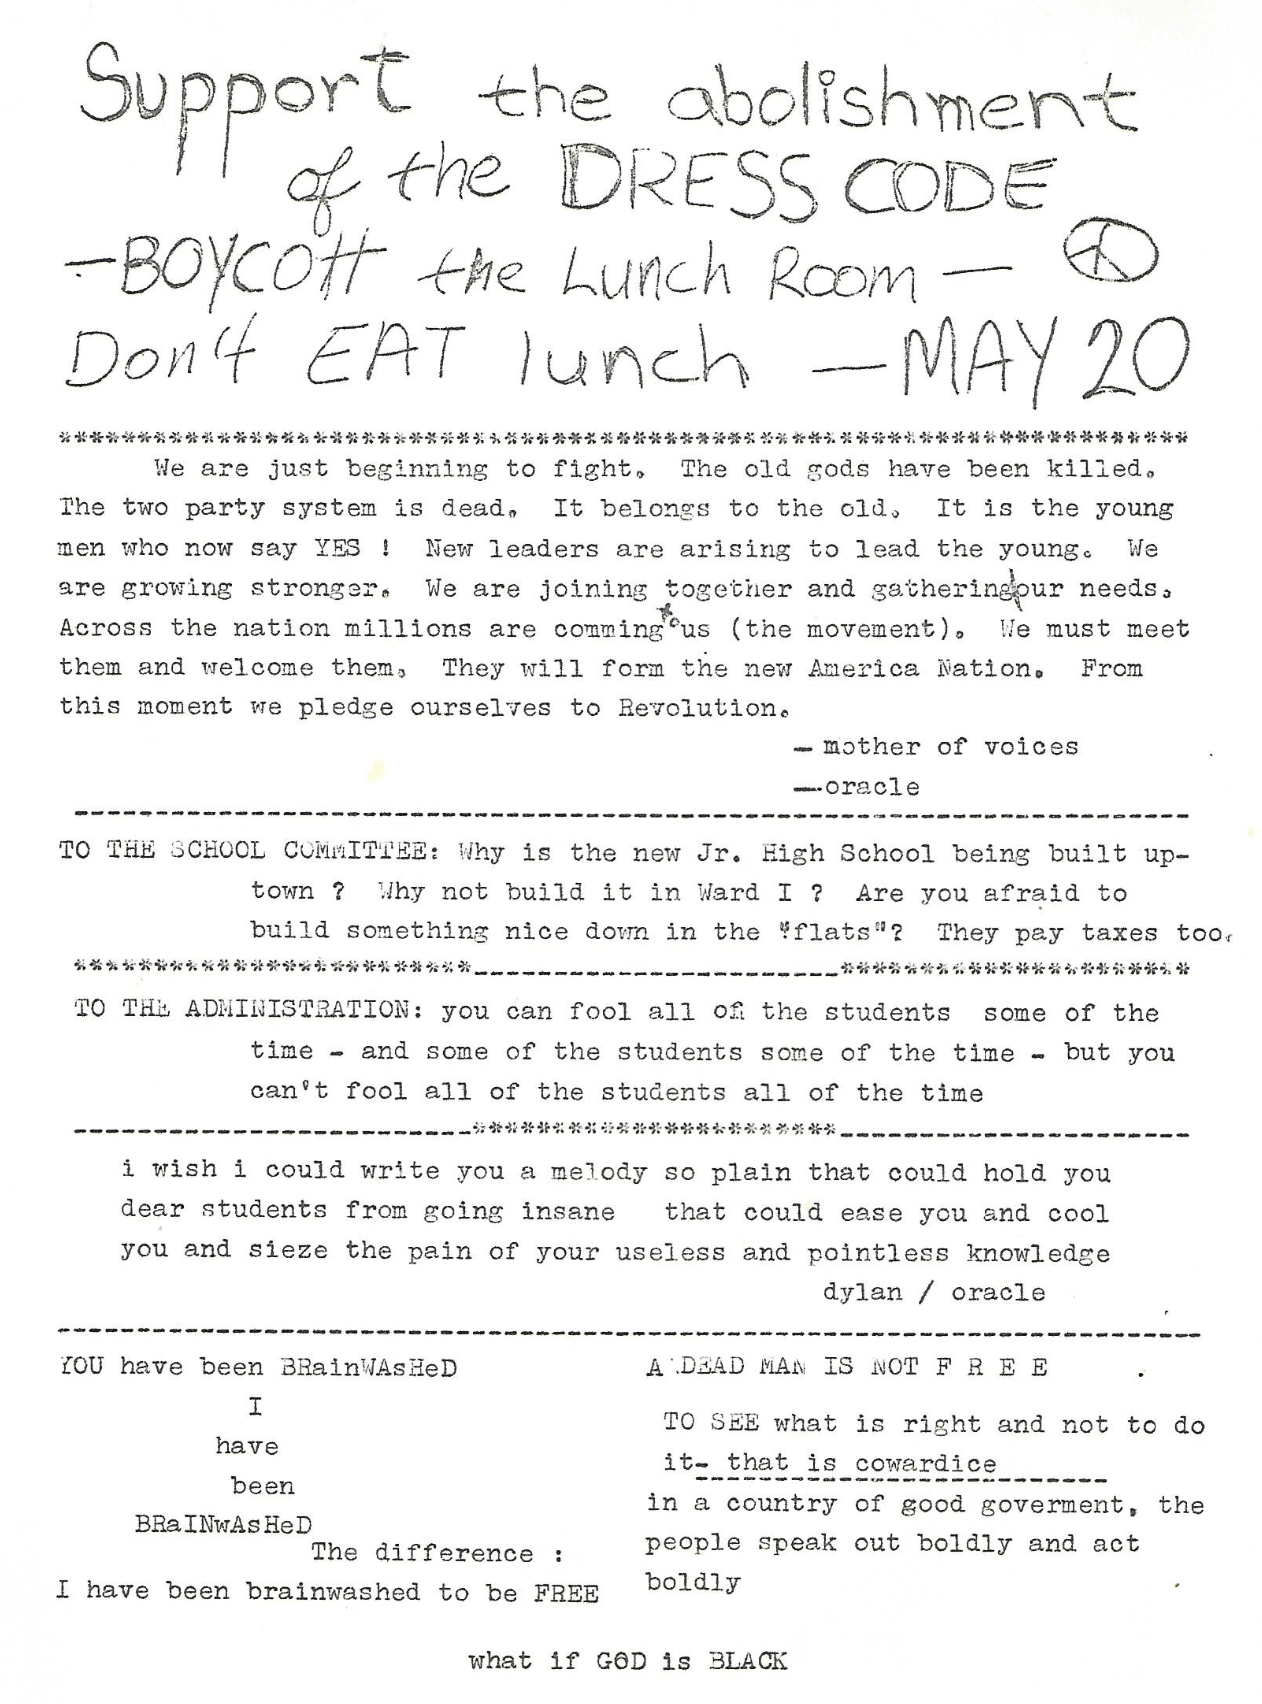 Support the abolishment
of the DRESS CODE
—BOYCOTT the Lunch Room—
Don't EAT lunch —MAY 20
************************************************************************
We are just beginning to fight. The old gods have been killed.
The two party system is dead. It belongs to the old. It is the young
men who now say YES ! New leaders are arising to lead the young. We
are growing stronger. We are joining together and gathering our needs.
Across the nation millions are comming to us (the movement). We must meet
them and welcome them. They will form the new America Nation. From
this moment we pledge ourselves to Revolution.
— mother of voices
—oracle
----------------------------------------------------------------------
TO THE SCHOOL COMMITTEE: Why is the new Jr. High School being built up-
town ? Why not build it in Ward I ? Are you afraid to
build something nice down in the "flats"? They pay taxes too.
*************************-----------------------**********************
TO THE ADMINISTRATION: you can fool all of the students some of the
time - and some of the students some of the time - but you
can't fool all of the students all of the time
-------------------------***********************----------------------
i wish i could write you a melody so plain that could hold you
dear students from going insane that could ease you and cool
you and sieze the pain of your useless and pointless knowledge
dylan / oracle
------------------------------------------------------------------------
YOU have been BRainWAsHeD
I
have
been
BRaINwAsHeD
The difference :
I have been brainwashed to be FREE
A DEAD MAN IS NOT F R E E
TO SEE what is right and not to do
it- that is cowardice
--------------------------
in a country of good goverment, the
people speak out boldly and act
boldly
what if GOD is BLACK